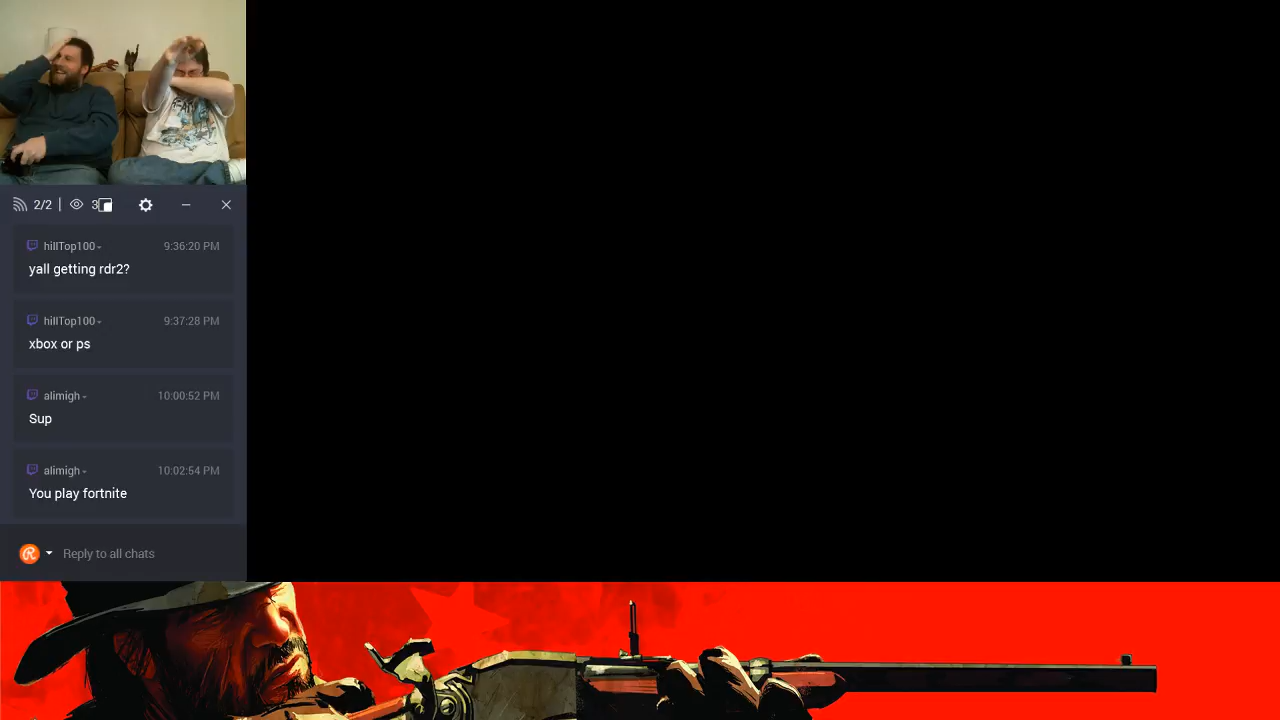 2/2 | 3
hillTop100
9:36:20 PM
yall getting rdr2?
hillTop100
9:37:28 PM
xbox or ps
alimigh
10:00:52 PM
Sup
alimigh
10:02:54 PM
You play fortnite
Reply to all chats